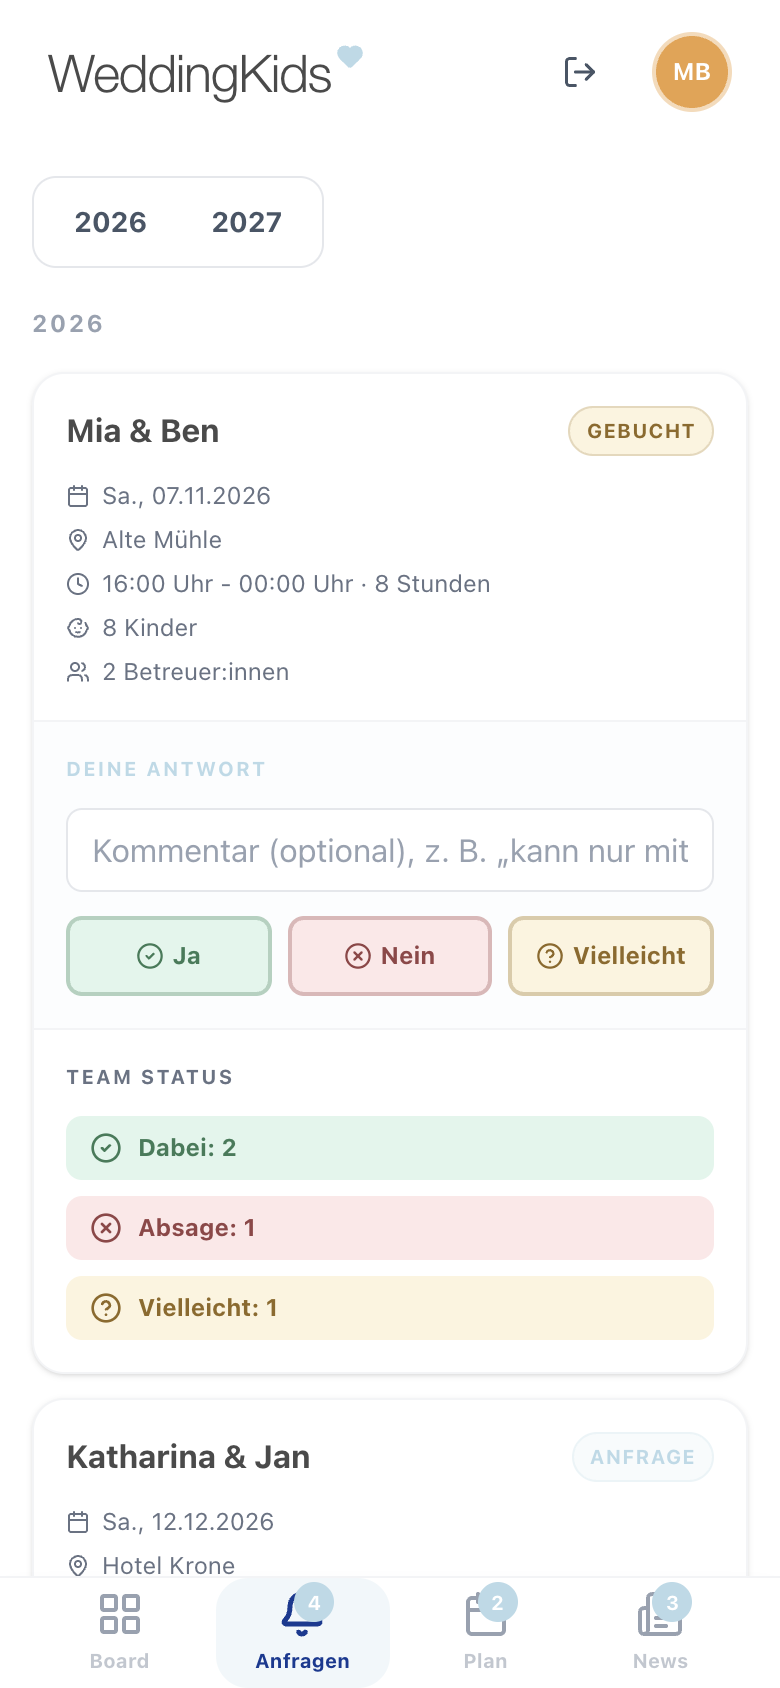 WeddingKids
MB
2026 2027
2026
Mia & Ben
GEBUCHT
Sa., 07.11.2026
Alte Mühle
16:00 Uhr - 00:00 Uhr · 8 Stunden
8 Kinder
2 Betreuer:innen
DEINE ANTWORT
Kommentar (optional), z. B. „kann nur mit
Ja Nein Vielleicht
TEAM STATUS
Dabei: 2
Absage: 1
Vielleicht: 1
Katharina & Jan
ANFRAGE
Sa., 12.12.2026
Hotel Krone
4 2 3
Board Anfragen Plan News